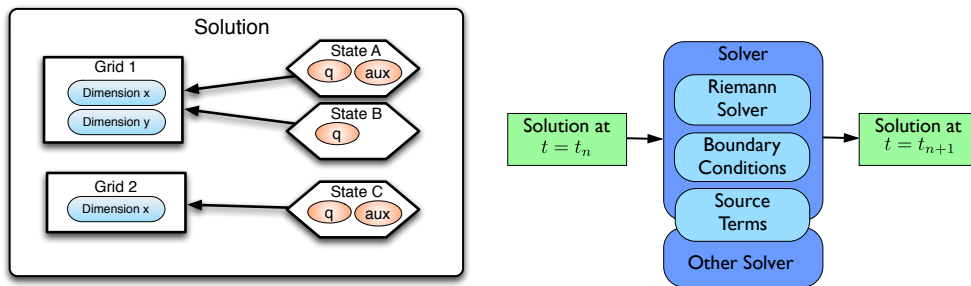 Solution
Grid 1
Dimension x
Dimension y
State A
q aux
State B
q
Grid 2
Dimension x
State C
q aux
Solution at
t = t_n
Solver
Riemann
Solver
Boundary
Conditions
Source
Terms
Other Solver
Solution at
t = t_{n+1}